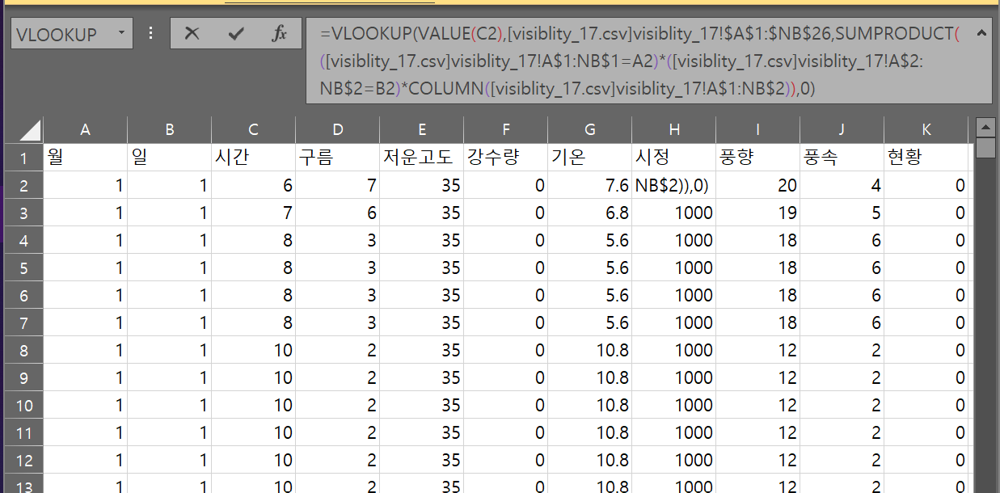 VLOOKUP
fx
=VLOOKUP(VALUE(C2),[visiblity_17.csv]visiblity_17!$A$1:$NB$26,SUMPRODUCT(
([visiblity_17.csv]visiblity_17!A$1:NB$1=A2)*([visiblity_17.csv]visiblity_17!A$2:
NB$2=B2)*COLUMN([visiblity_17.csv]visiblity_17!A$1:NB$2)),0)
A B C D E F G H I J K
1 월 일 시간 구름 저운고도 강수량 기온 시정 풍향 풍속 현황
2 1 1 6 7 35 0 7.6 NB$2)),0) 20 4 0
3 1 1 7 6 35 0 6.8 1000 19 5 0
4 1 1 8 3 35 0 5.6 1000 18 6 0
5 1 1 8 3 35 0 5.6 1000 18 6 0
6 1 1 8 3 35 0 5.6 1000 18 6 0
7 1 1 8 3 35 0 5.6 1000 18 6 0
8 1 1 10 2 35 0 10.8 1000 12 2 0
9 1 1 10 2 35 0 10.8 1000 12 2 0
10 1 1 10 2 35 0 10.8 1000 12 2 0
11 1 1 10 2 35 0 10.8 1000 12 2 0
12 1 1 10 2 35 0 10.8 1000 12 2 0
13 1 1 10 2 35 0 10.8 1000 12 2 0